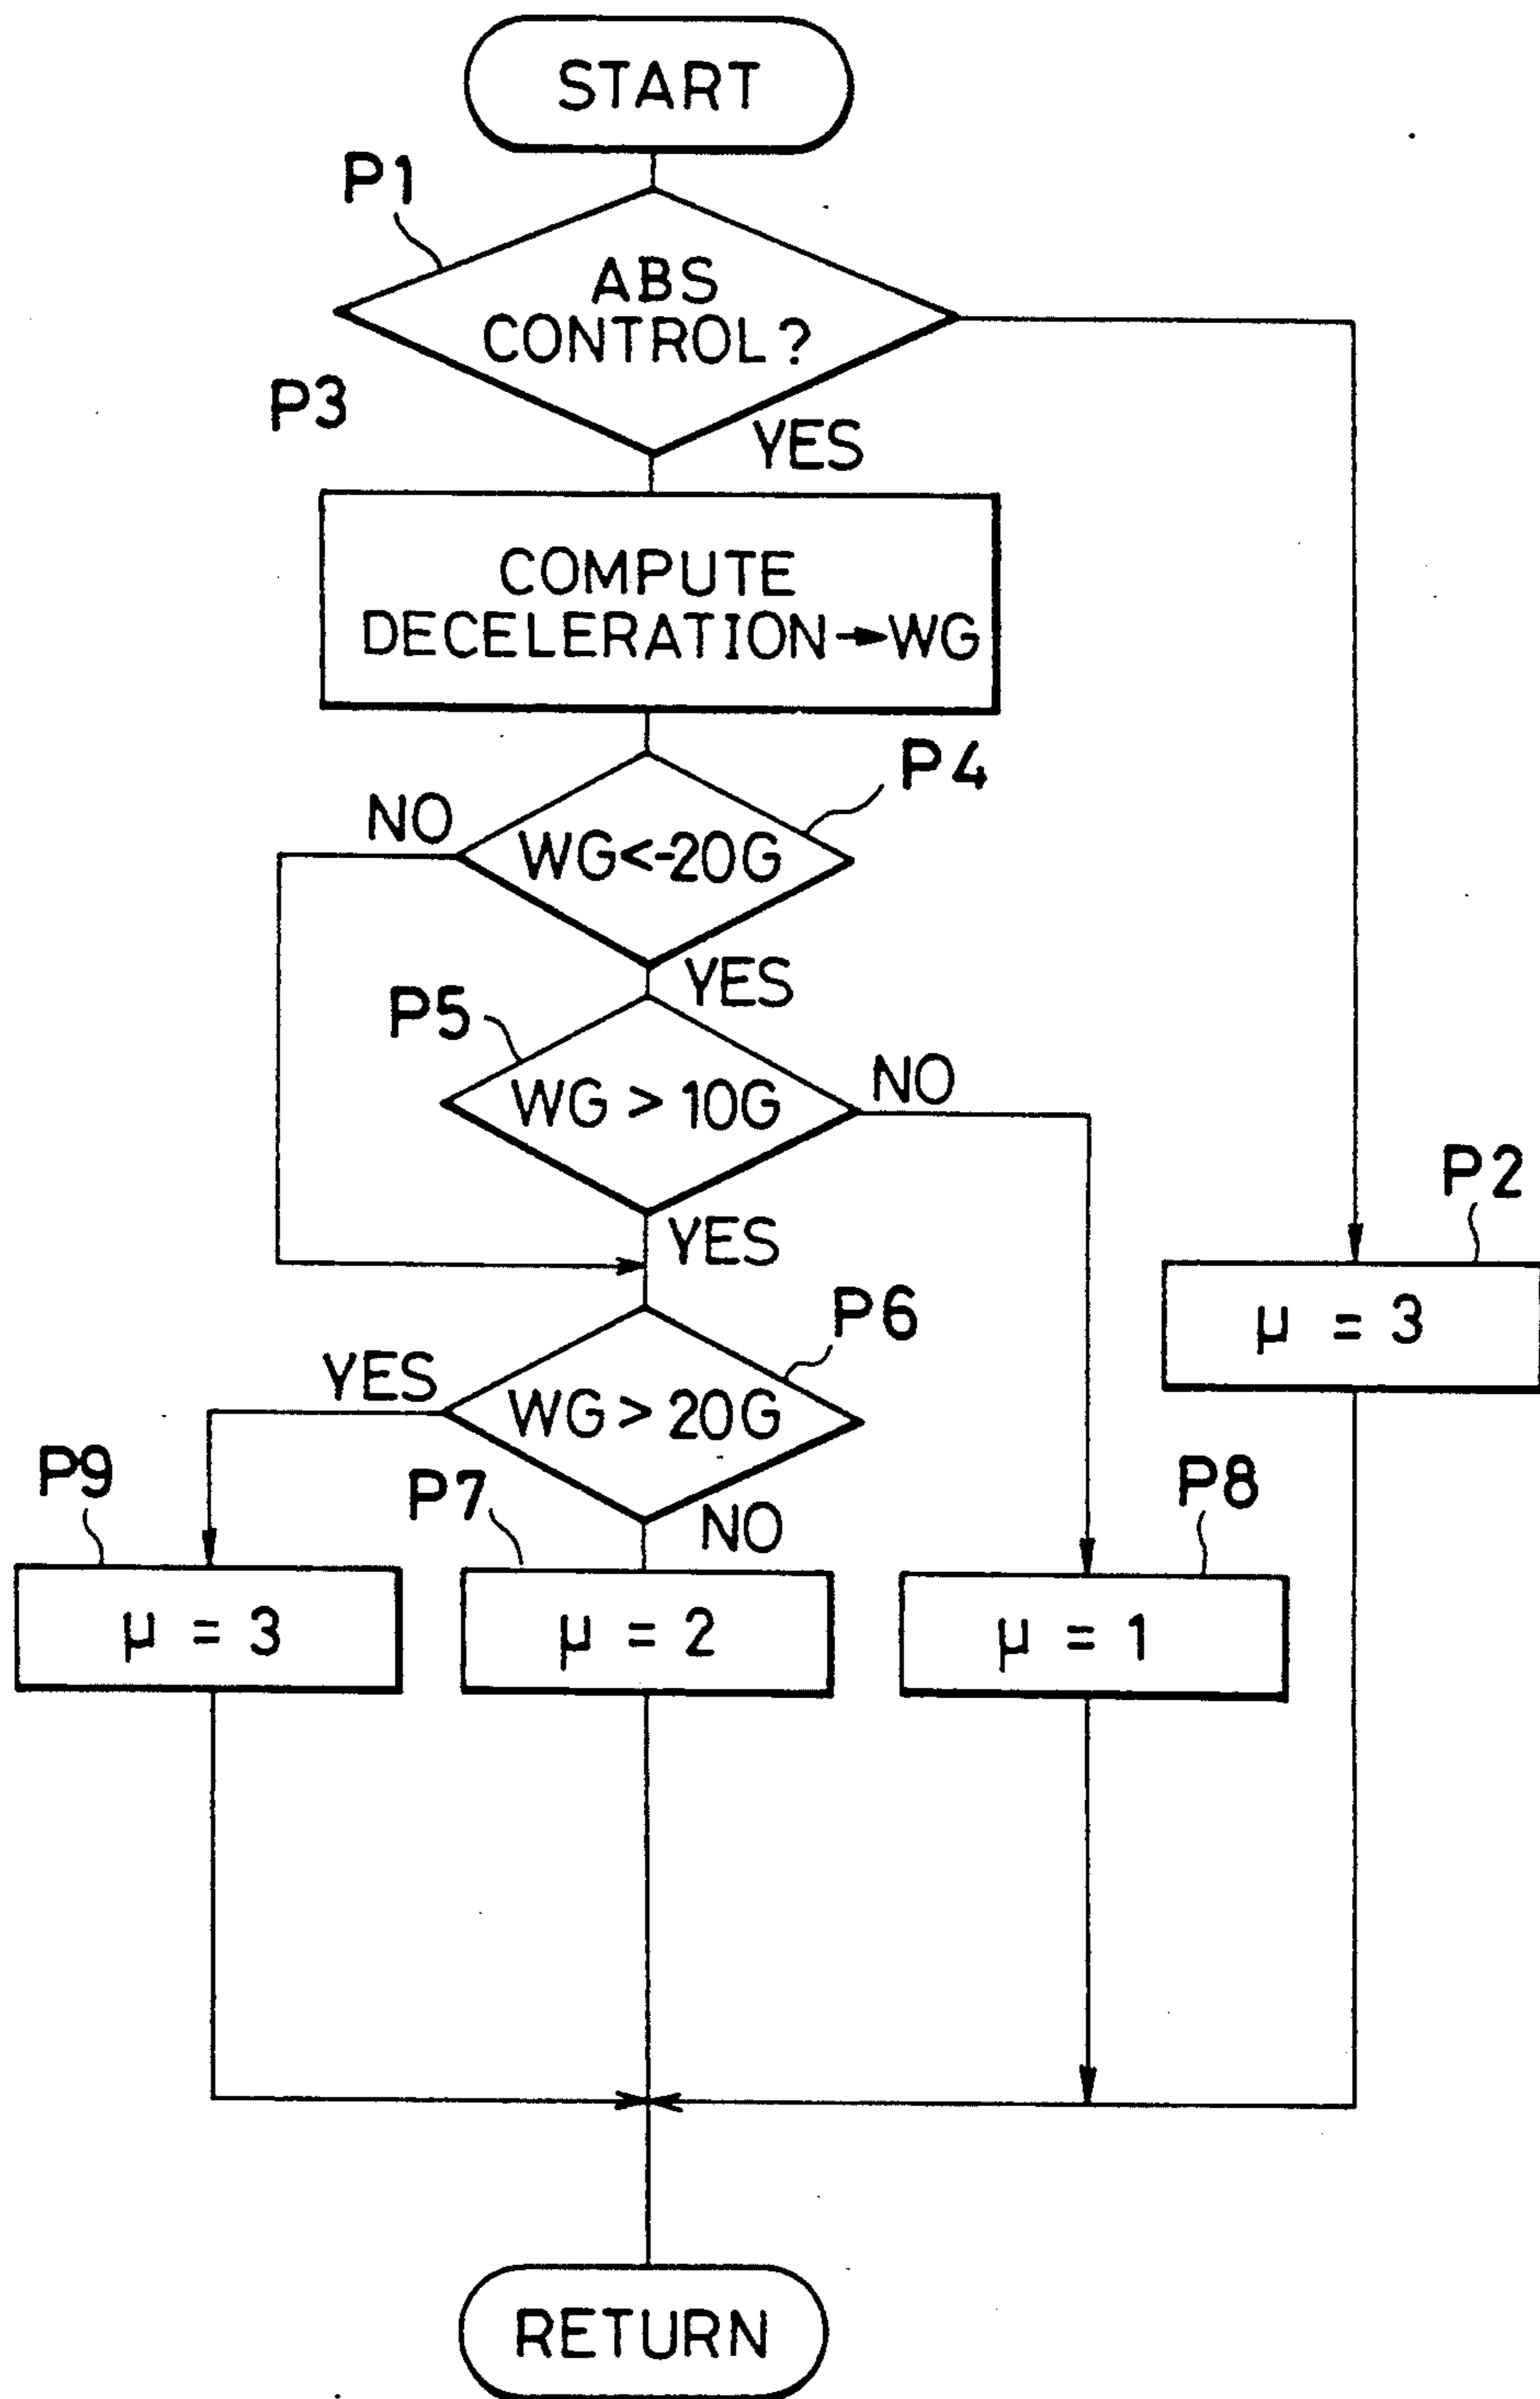 START
P1
ABS
CONTROL?
P3
YES
COMPUTE
DECELERATION→WG
P4
NO
WG<-20G
YES
P5
NO
WG > 10G
P2
YES
μ = 3
P6
YES
WG > 20G
P9
P7
P8
NO
μ = 3
μ = 2
μ = 1
RETURN